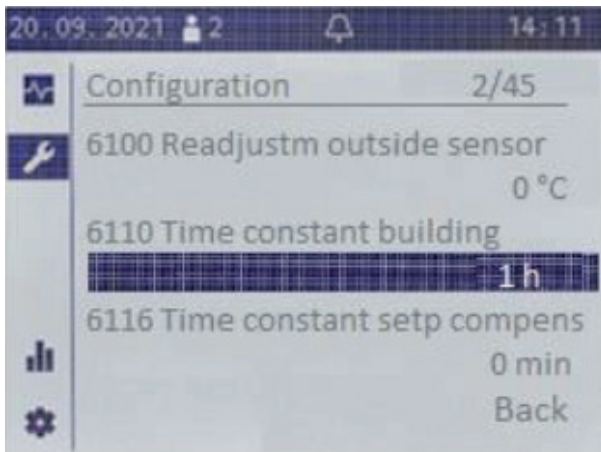 20.09.2021 2 14:11
Configuration 2/45
6100 Readjustm outside sensor
0 °C
6110 Time constant building
1 h
6116 Time constant setp compens
0 min
Back